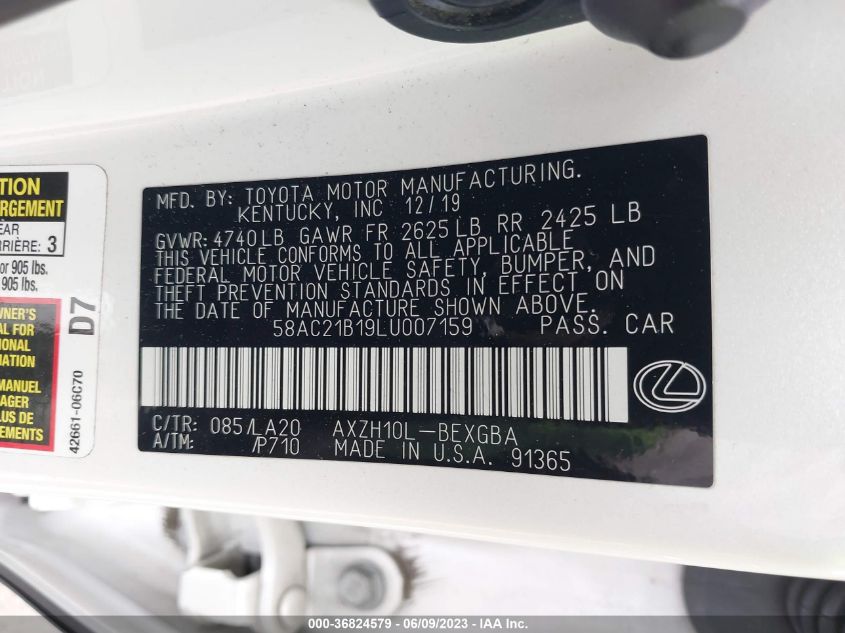 MFD. BY: TOYOTA MOTOR MANUFACTURING.
KENTUCKY, INC 12/19
GVWR: 4740LB GAWR FR 2625 LB RR 2425 LB
THIS VEHICLE CONFORMS TO ALL APPLICABLE
FEDERAL MOTOR VEHICLE SAFETY, BUMPER, AND
THEFT PREVENTION STANDARDS IN EFFECT ON
THE DATE OF MANUFACTURE SHOWN ABOVE.
58AC21B19LU007159 PASS. CAR
C/TR: 085/LA20 AXZH10L-BEXGBA
A/TM: /P710 MADE IN U.S.A. 91365
TION
RGEMENT
EAR
RRIÈRE: 3
or 905 lbs.
905 lbs.
WNER'S
AL FOR
IONAL
MATION
MANUEL
AGER
LUS DE
EMENTS
D7
42661-06C70
000-36824579 - 06/09/2023 - IAA Inc.